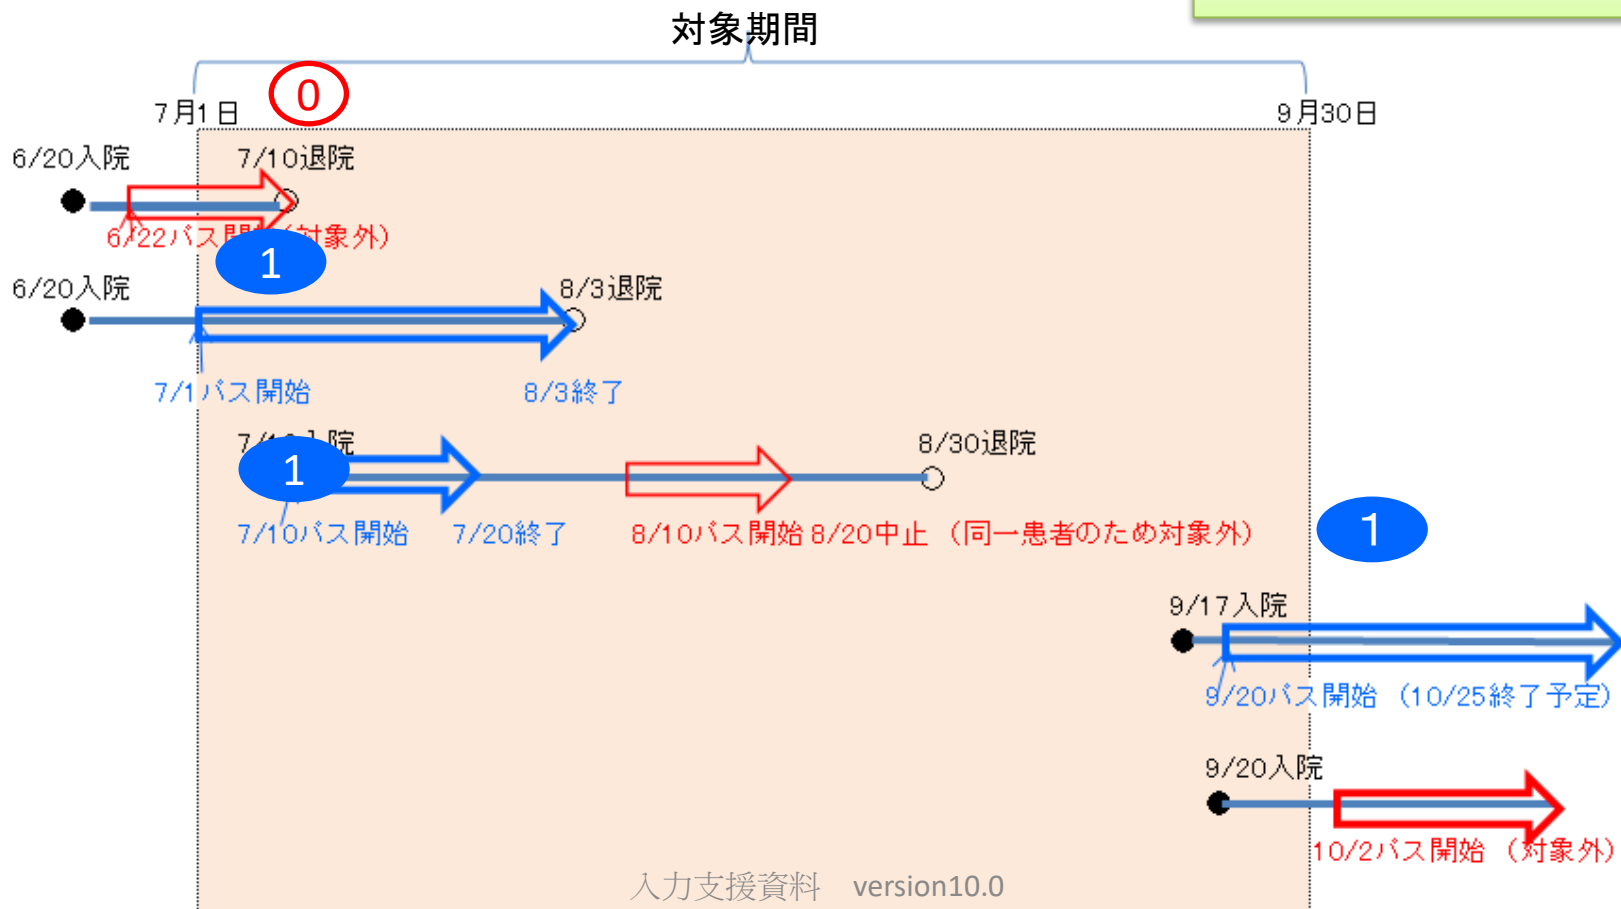 対象期間
7月1日
0
9月30日
6/20入院
7/10退院
6/22パス開始(対象外)
1
6/20入院
8/3退院
7/1パス開始
8/3終了
7/10入院
1
8/30退院
7/10パス開始
7/20終了
8/10パス開始 8/20中止 (同一患者のため対象外)
1
9/17入院
9/20パス開始 (10/25終了予定)
9/20入院
10/2パス開始 (対象外)
入力支援資料 version10.0